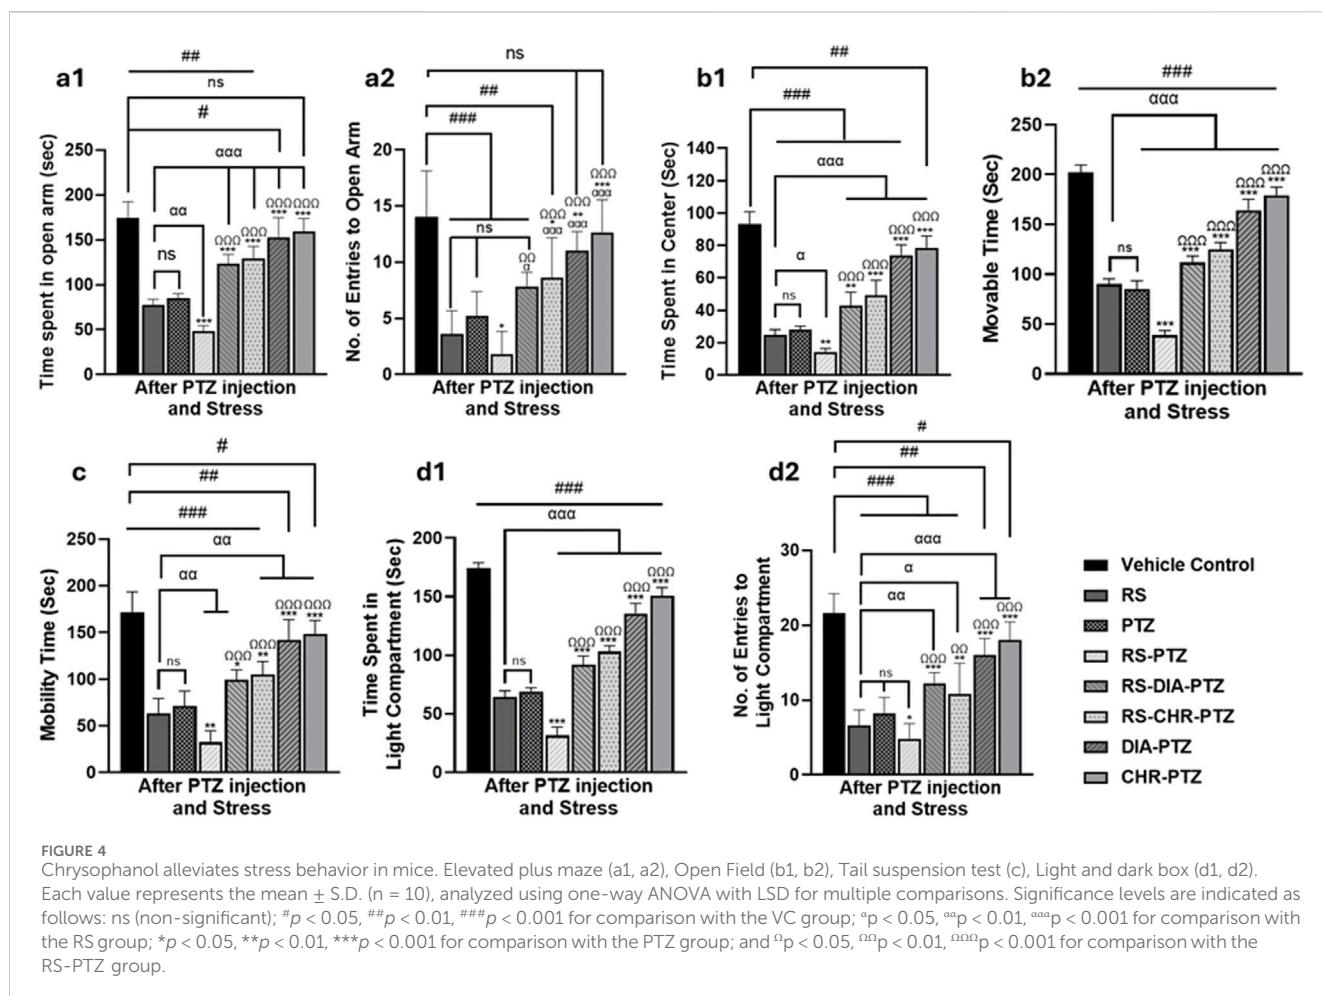 a1
##
ns
#
ααα
αα
ns
ΩΩΩ
***
ΩΩΩ
***
ΩΩΩ
***
ΩΩΩ
***
***
Time spent in open arm (sec)
250
200
150
100
50
0
After PTZ injection
and Stress
a2
ns
##
###
ns
ΩΩ
α
ΩΩΩ
*
ααα
ΩΩΩ
**
ααα
ΩΩΩ
***
ααα
*
No. of Entries to Open Arm
20
15
10
5
0
After PTZ injection
and Stress
b1
##
###
ααα
α
ns
**
ΩΩΩ
**
ΩΩΩ
***
ΩΩΩ
***
ΩΩΩ
***
Time Spent in Center (Sec)
140
120
100
80
60
40
20
0
After PTZ injection
and Stress
b2
###
ααα
ns
***
ΩΩΩ
***
ΩΩΩ
***
ΩΩΩ
***
ΩΩΩ
***
Movable Time (Sec)
250
200
150
100
50
0
After PTZ injection
and Stress
c
#
##
###
αα
αα
ns
**
ΩΩΩ
*
ΩΩΩ
**
ΩΩΩ
***
ΩΩΩ
***
Mobility Time (Sec)
250
200
150
100
50
0
After PTZ injection
and Stress
d1
###
ααα
ns
***
ΩΩΩ
***
ΩΩΩ
***
ΩΩΩ
***
ΩΩΩ
***
Time Spent in
Light Compartment (Sec)
200
150
100
50
0
After PTZ injection
and Stress
d2
#
##
###
ααα
α
αα
ns
*
ΩΩΩ
***
ΩΩ
**
ΩΩΩ
***
ΩΩΩ
***
No. of Entries to
Light Compartment
30
20
10
0
After PTZ injection
and Stress
Vehicle Control
RS
PTZ
RS-PTZ
RS-DIA-PTZ
RS-CHR-PTZ
DIA-PTZ
CHR-PTZ
FIGURE 4
Chrysophanol alleviates stress behavior in mice. Elevated plus maze (a1, a2), Open Field (b1, b2), Tail suspension test (c), Light and dark box (d1, d2).
Each value represents the mean ± S.D. (n = 10), analyzed using one-way ANOVA with LSD for multiple comparisons. Significance levels are indicated as
follows: ns (non-significant); #p < 0.05, ##p < 0.01, ###p < 0.001 for comparison with the VC group; αp < 0.05, ααp < 0.01, αααp < 0.001 for comparison with
the RS group; *p < 0.05, **p < 0.01, ***p < 0.001 for comparison with the PTZ group; and Ωp < 0.05, ΩΩp < 0.01, ΩΩΩp < 0.001 for comparison with the
RS-PTZ group.